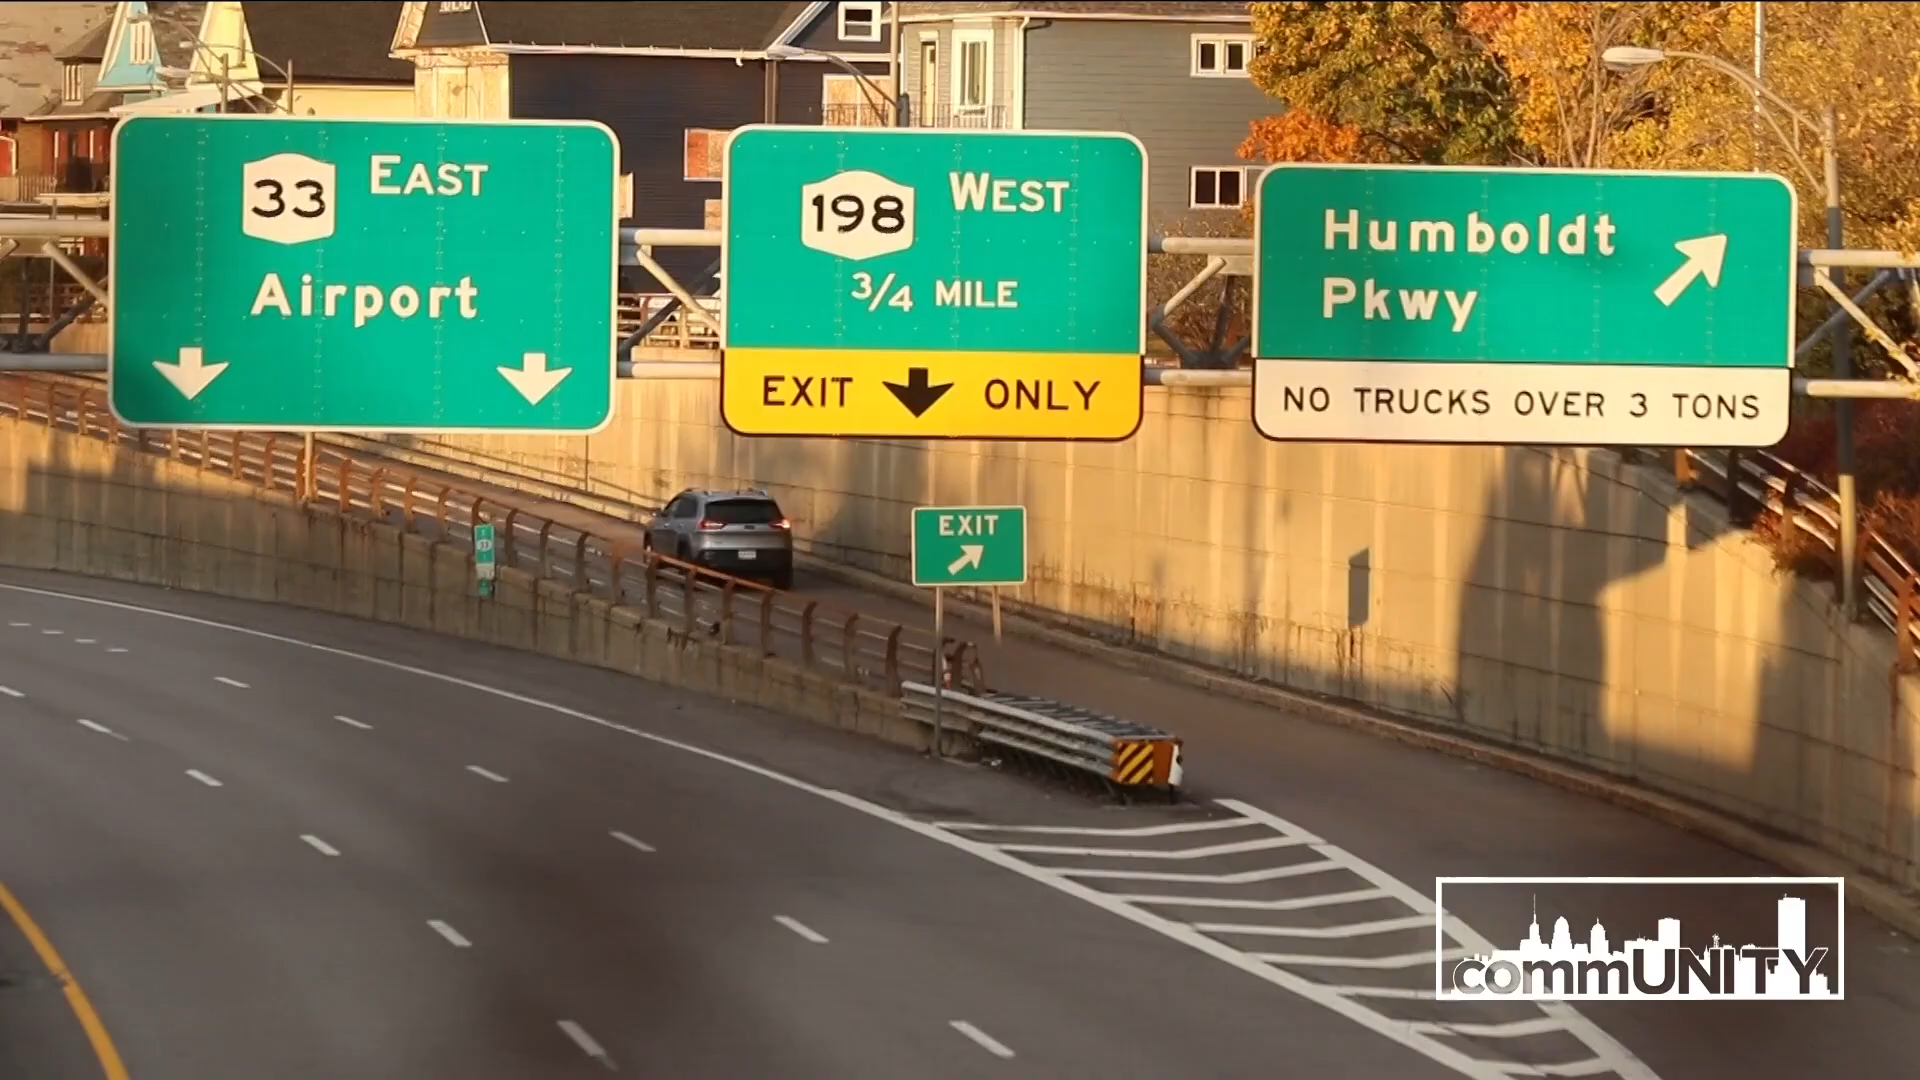 33 EAST
Airport
198 WEST
3/4 MILE
EXIT ONLY
Humboldt
Pkwy
NO TRUCKS OVER 3 TONS
EXIT
33
commUNITY